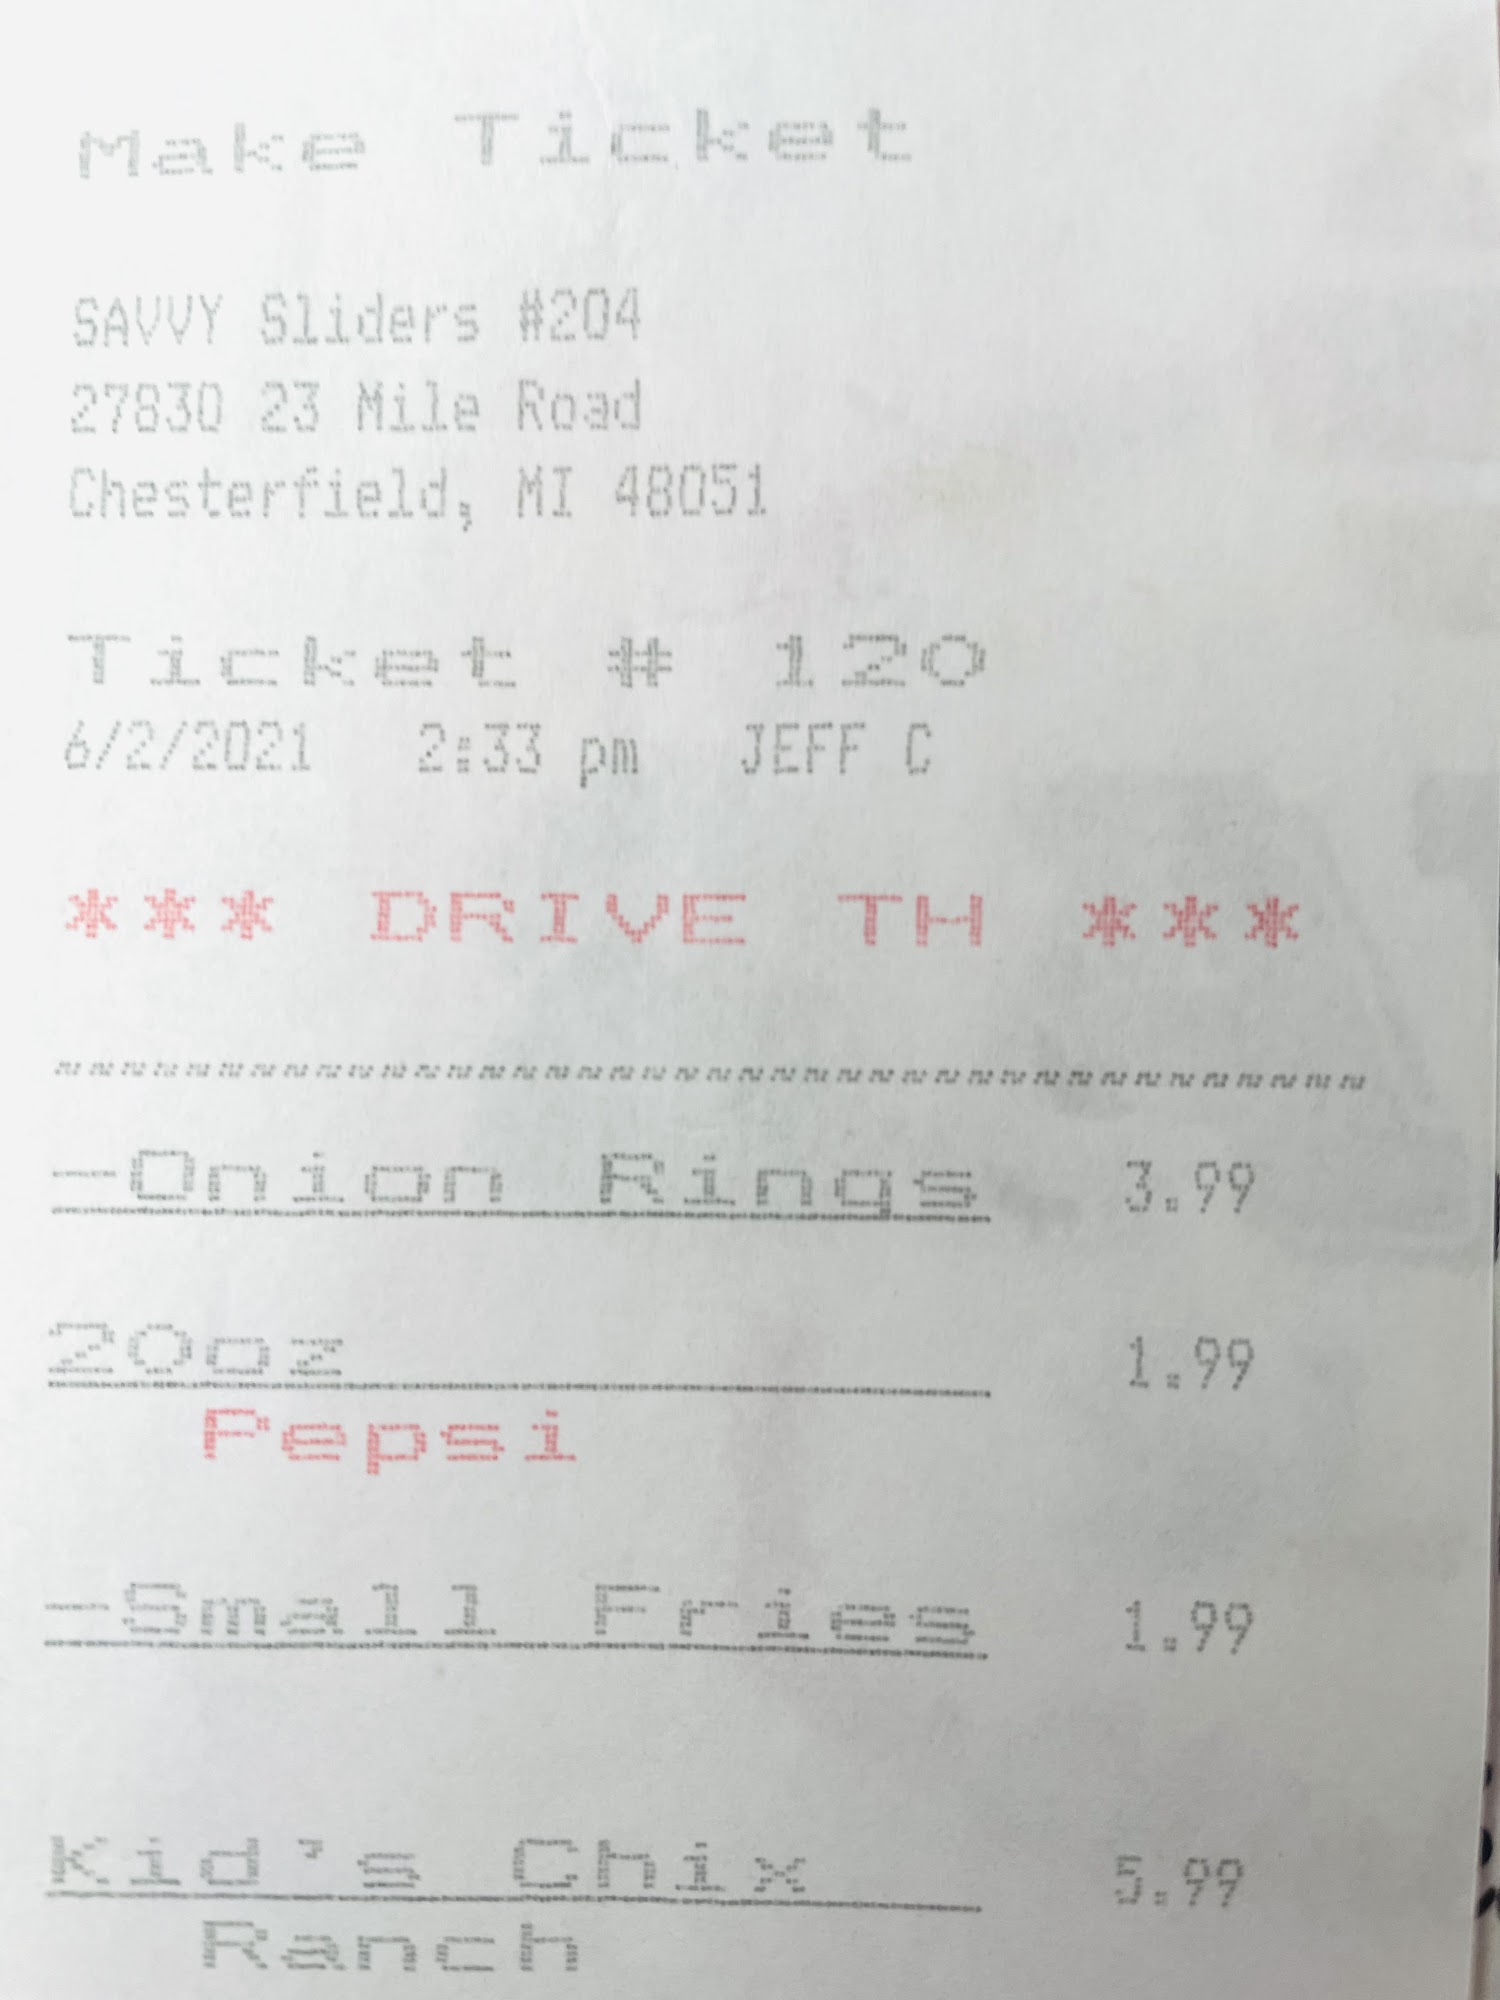 Make Ticket
SAVVY Sliders #204
27830 23 Mile Road
Chesterfield, MI 48051
Ticket # 120
6/2/2021 2:33 pm JEFF C
*** DRIVE TH ***
~~~~~~~~~~~~~~~~~~~~~~~~~~~~~~~~~~~~~~~~
-Onion Rings 3.99
20oz 1.99
Pepsi
-Small Fries 1.99
Kid's Chix
Ranch